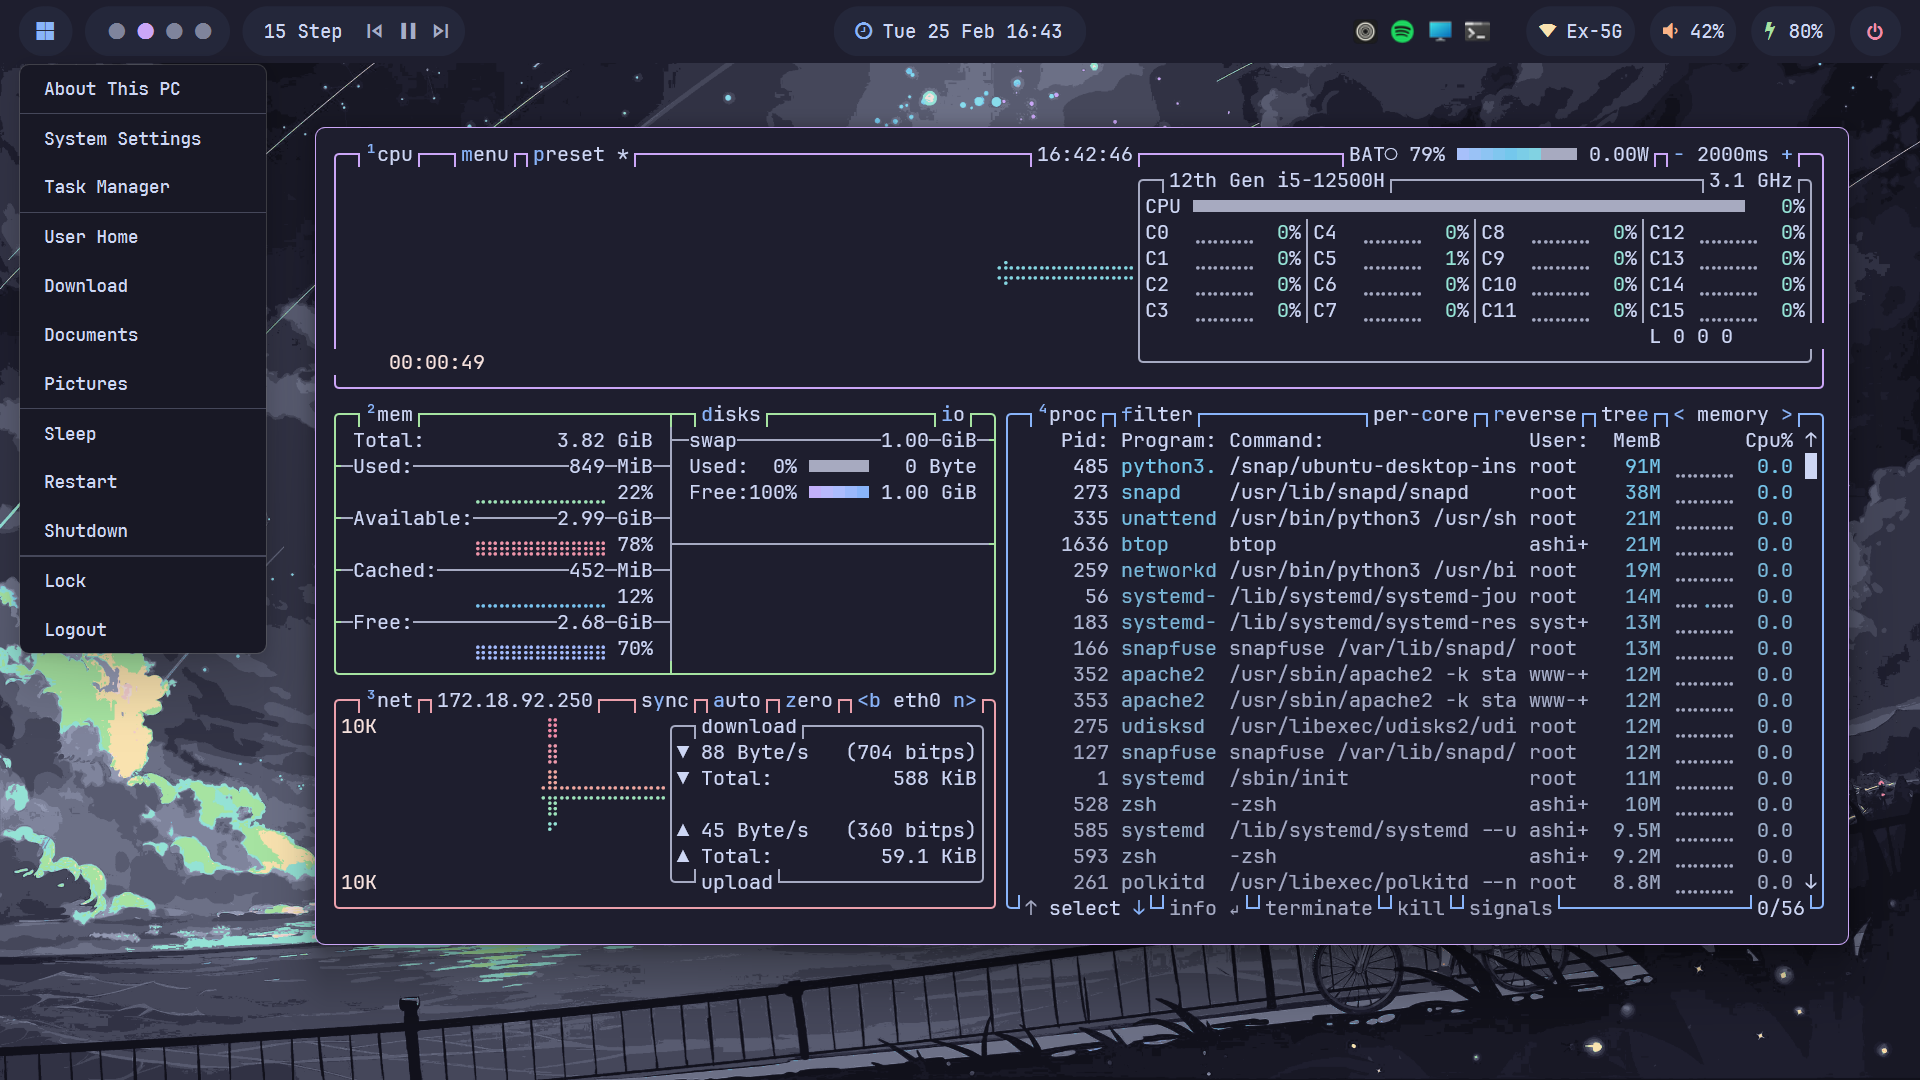 15 Step
Tue 25 Feb 16:43
Ex-5G
42%
80%
About This PC
System Settings
Task Manager
User Home
Download
Documents
Pictures
Sleep
Restart
Shutdown
Lock
Logout
1cpu menu preset * 16:42:46 BAT 79% 0.00W - 2000ms +
12th Gen i5-12500H 3.1 GHz
CPU 0%
C0 0% C4 0% C8 0% C12 0%
C1 0% C5 1% C9 0% C13 0%
C2 0% C6 0% C10 0% C14 0%
C3 0% C7 0% C11 0% C15 0%
L 0 0 0
00:00:49
2mem disks io
Total: 3.82 GiB
Used: 849 MiB
22%
Available: 2.99 GiB
78%
Cached: 452 MiB
12%
Free: 2.68 GiB
70%
swap 1.00 GiB
Used: 0% 0 Byte
Free:100% 1.00 GiB
3net 172.18.92.250 sync auto zero <b eth0 n>
10K
10K
download
▼ 88 Byte/s (704 bitps)
▼ Total: 588 KiB
▲ 45 Byte/s (360 bitps)
▲ Total: 59.1 KiB
upload
4proc filter per-core reverse tree < memory >
Pid: Program: Command: User: MemB Cpu% ↑
485 python3. /snap/ubuntu-desktop-ins root 91M 0.0
273 snapd /usr/lib/snapd/snapd root 38M 0.0
335 unattend /usr/bin/python3 /usr/sh root 21M 0.0
1636 btop btop ashi+ 21M 0.0
259 networkd /usr/bin/python3 /usr/bi root 19M 0.0
56 systemd- /lib/systemd/systemd-jou root 14M 0.0
183 systemd- /lib/systemd/systemd-res syst+ 13M 0.0
166 snapfuse snapfuse /var/lib/snapd/ root 13M 0.0
352 apache2 /usr/sbin/apache2 -k sta www-+ 12M 0.0
353 apache2 /usr/sbin/apache2 -k sta www-+ 12M 0.0
275 udisksd /usr/libexec/udisks2/udi root 12M 0.0
127 snapfuse snapfuse /var/lib/snapd/ root 12M 0.0
1 systemd /sbin/init root 11M 0.0
528 zsh -zsh ashi+ 10M 0.0
585 systemd /lib/systemd/systemd --u ashi+ 9.5M 0.0
593 zsh -zsh ashi+ 9.2M 0.0
261 polkitd /usr/libexec/polkitd --n root 8.8M 0.0 ↓
↑ select ↓ info ↲ terminate kill signals 0/56